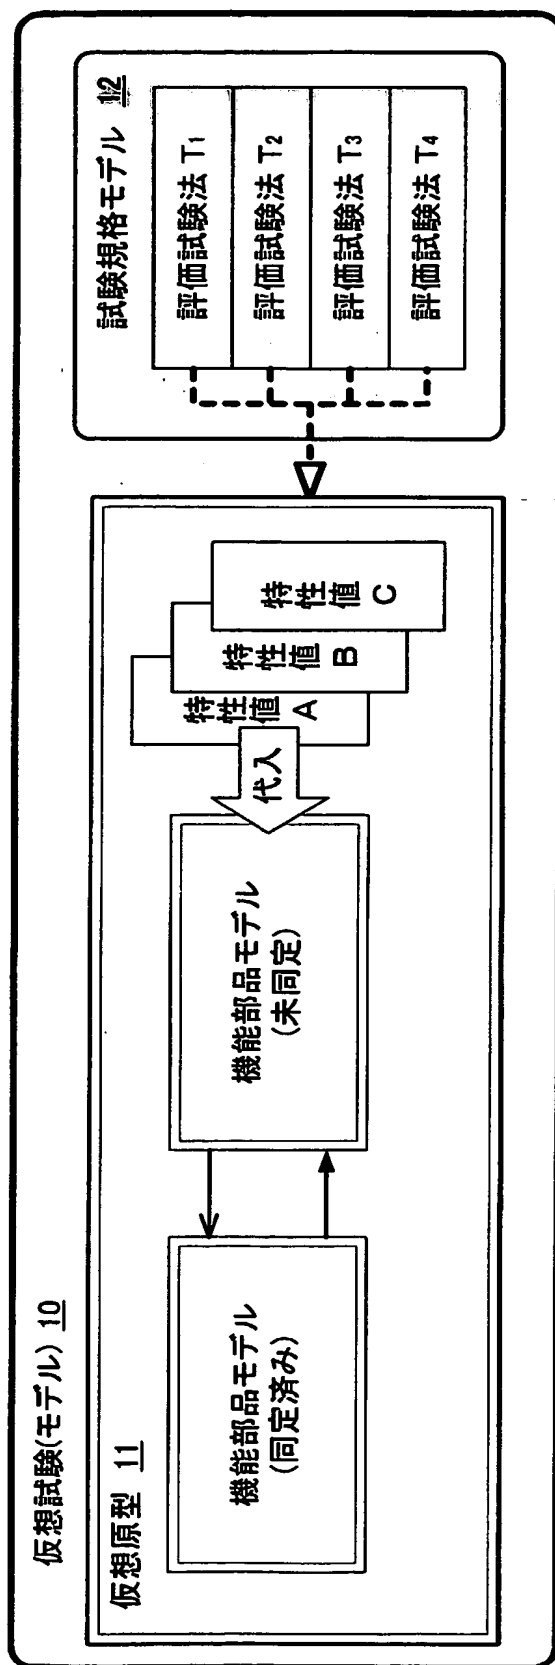 仮想試験(モデル) 10
仮想原型 11
機能部品モデル
(同定済み)
機能部品モデル
(未同定)
代入
特性値
A
特性値
B
特性値
C
試験規格モデル 12
評価試験法 T1
評価試験法 T2
評価試験法 T3
評価試験法 T4